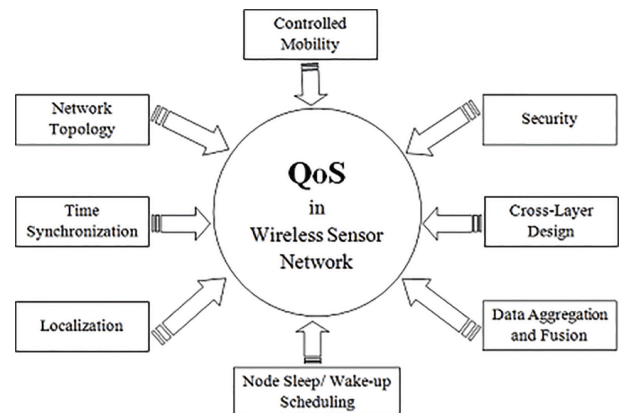 Controlled
Mobility
Network
Topology
Security
QoS
in
Wireless Sensor
Network
Time
Synchronization
Cross-Layer
Design
Localization
Data Aggregation
and Fusion
Node Sleep/ Wake-up
Scheduling